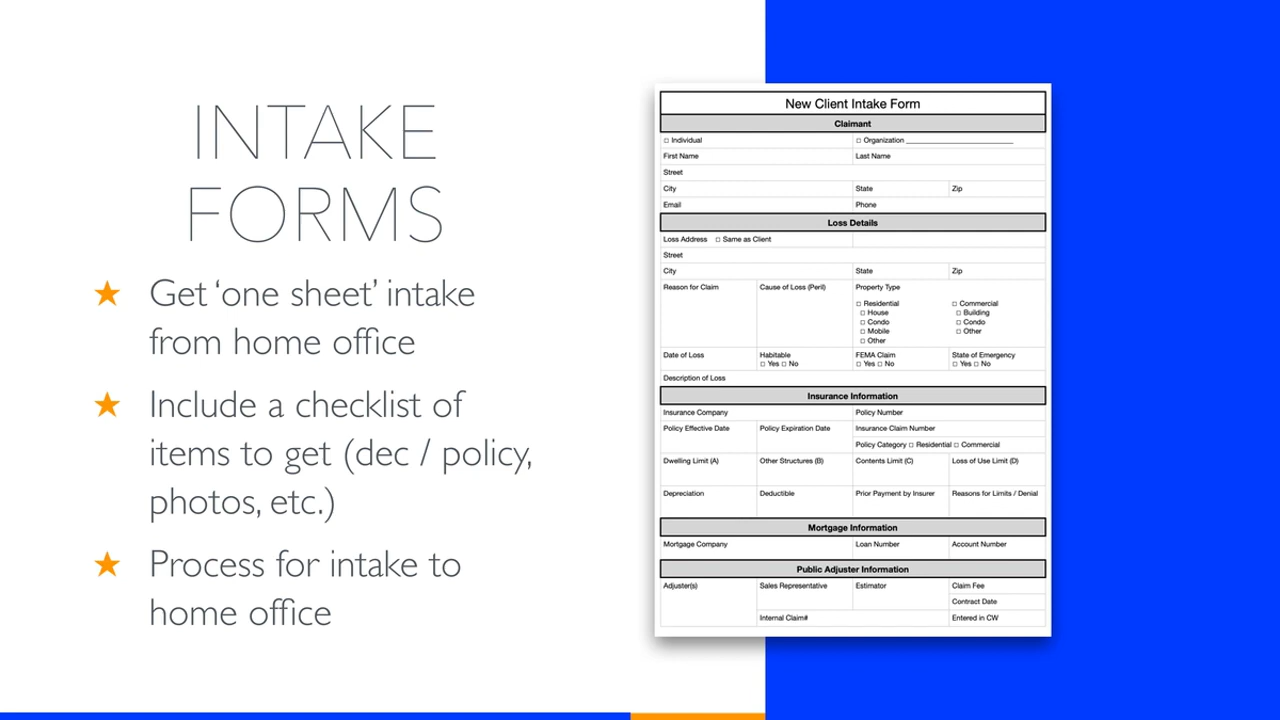 INTAKE
FORMS
★ Get ‘one sheet’ intake
from home office
★ Include a checklist of
items to get (dec / policy,
photos, etc.)
★ Process for intake to
home office
New Client Intake Form
Claimant
☐ Individual ☐ Organization ____________________________
First Name Last Name
Street
City State Zip
Email Phone
Loss Details
Loss Address ☐ Same as Client
Street
City State Zip
Reason for Claim Cause of Loss (Peril) Property Type
☐ Residential ☐ Commercial
☐ House ☐ Building
☐ Condo ☐ Condo
☐ Mobile ☐ Other
☐ Other
Date of Loss Habitable FEMA Claim State of Emergency
☐ Yes ☐ No ☐ Yes ☐ No ☐ Yes ☐ No
Description of Loss
Insurance Information
Insurance Company Policy Number
Policy Effective Date Policy Expiration Date Insurance Claim Number
Policy Category ☐ Residential ☐ Commercial
Dwelling Limit (A) Other Structures (B) Contents Limit (C) Loss of Use Limit (D)
Depreciation Deductible Prior Payment by Insurer Reasons for Limits / Denial
Mortgage Information
Mortgage Company Loan Number Account Number
Public Adjuster Information
Adjuster(s) Sales Representative Estimator Claim Fee
Contract Date
Internal Claim# Entered in CW